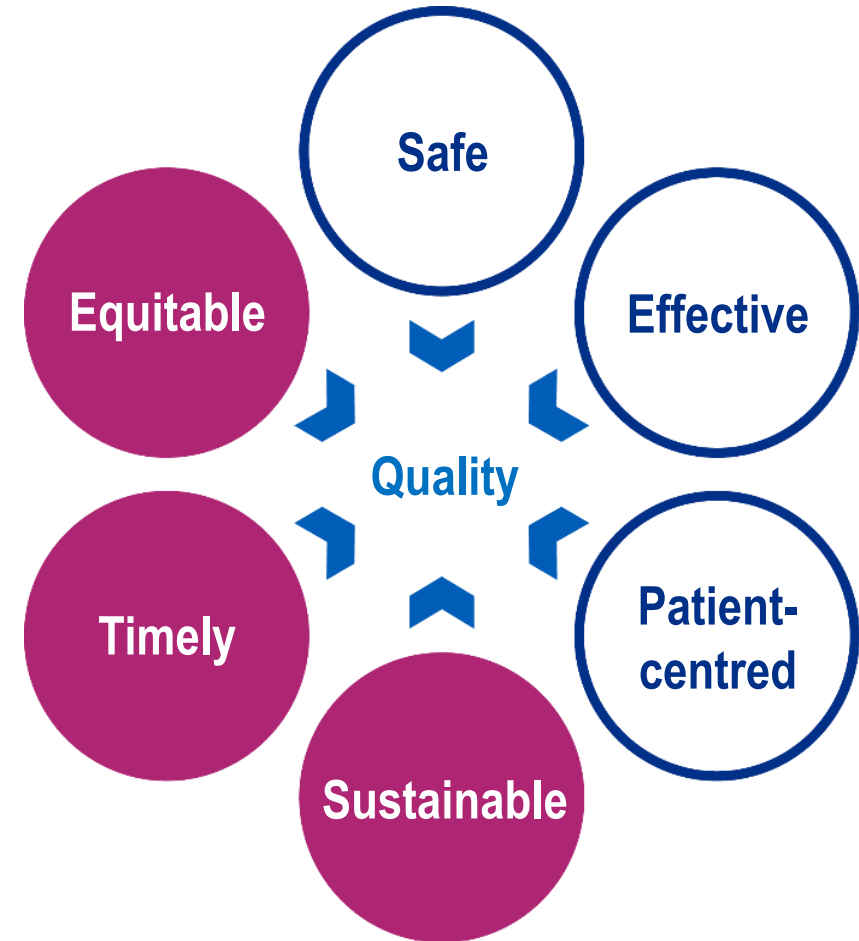 Safe
Effective
Patient-
centred
Sustainable
Timely
Equitable
Quality